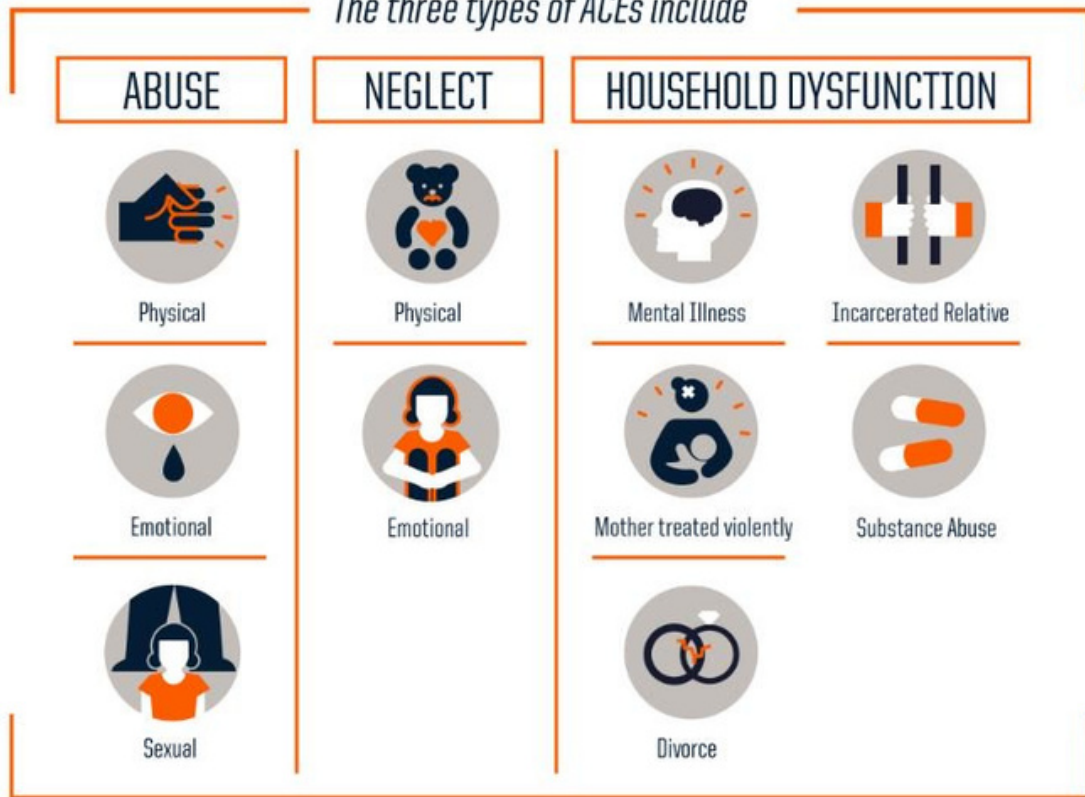 The three types of ACEs include
ABUSE
NEGLECT
HOUSEHOLD DYSFUNCTION
Physical
Emotional
Sexual
Physical
Emotional
Mental Illness
Incarcerated Relative
Mother treated violently
Substance Abuse
Divorce